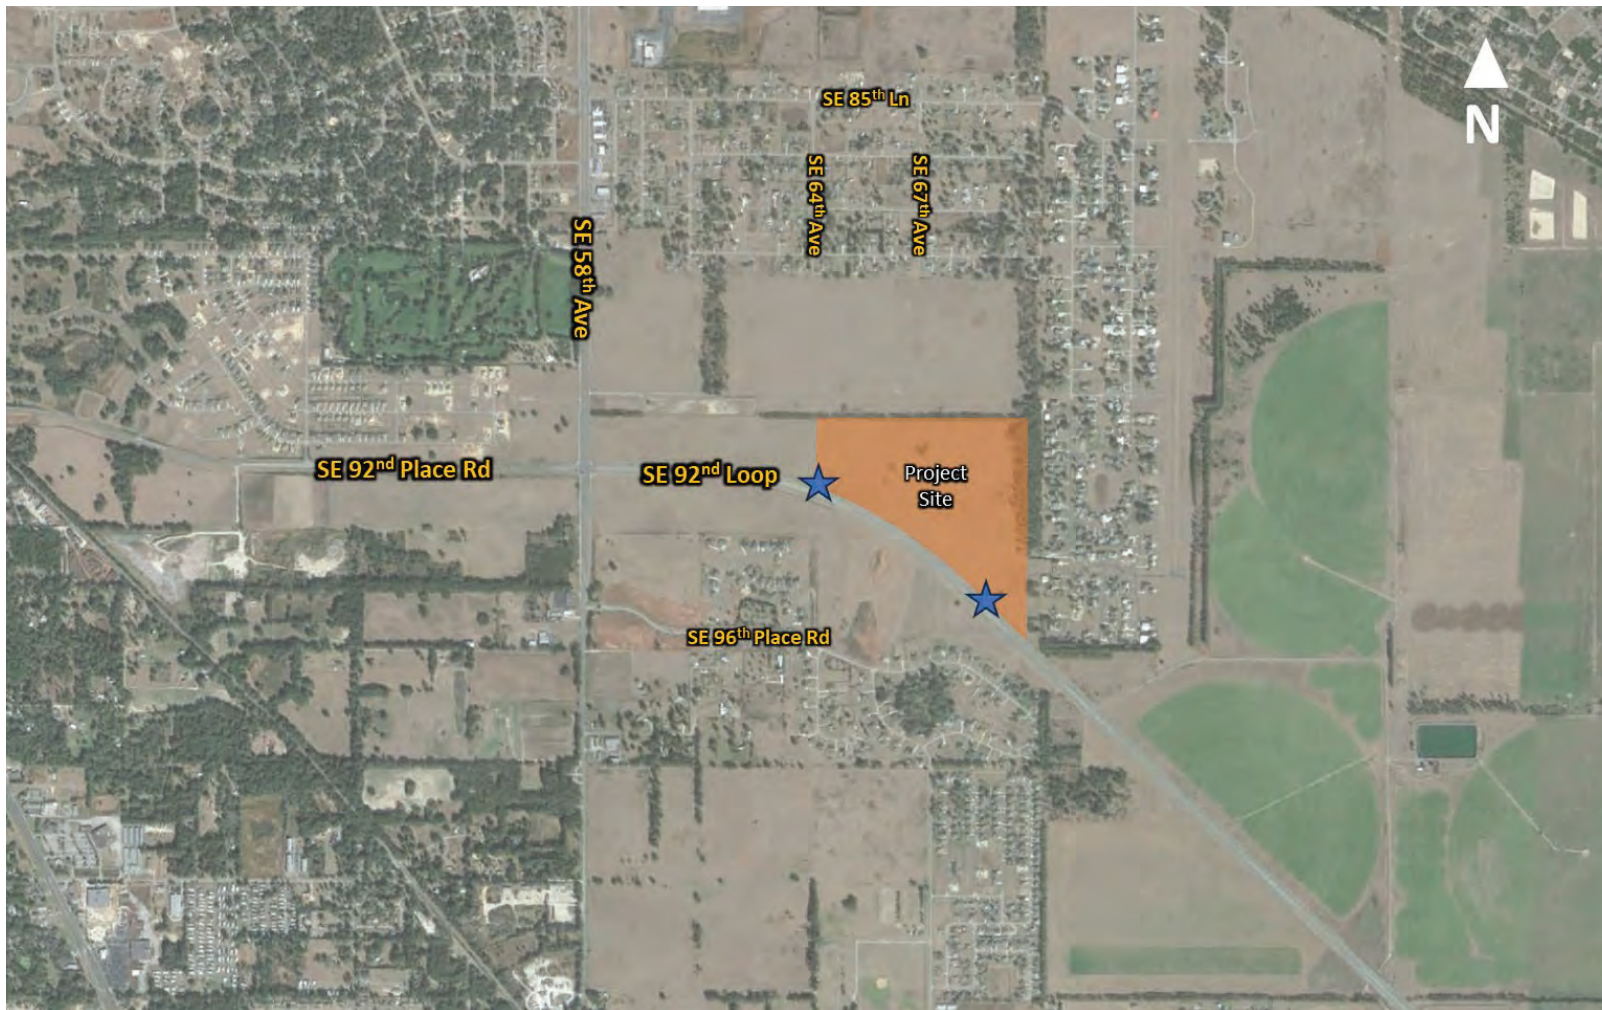 SE 85th Ln
N
SE 64th Ave
SE 67th Ave
SE 58th Ave
SE 92nd Place Rd
SE 92nd Loop
Project
Site
SE 96th Place Rd